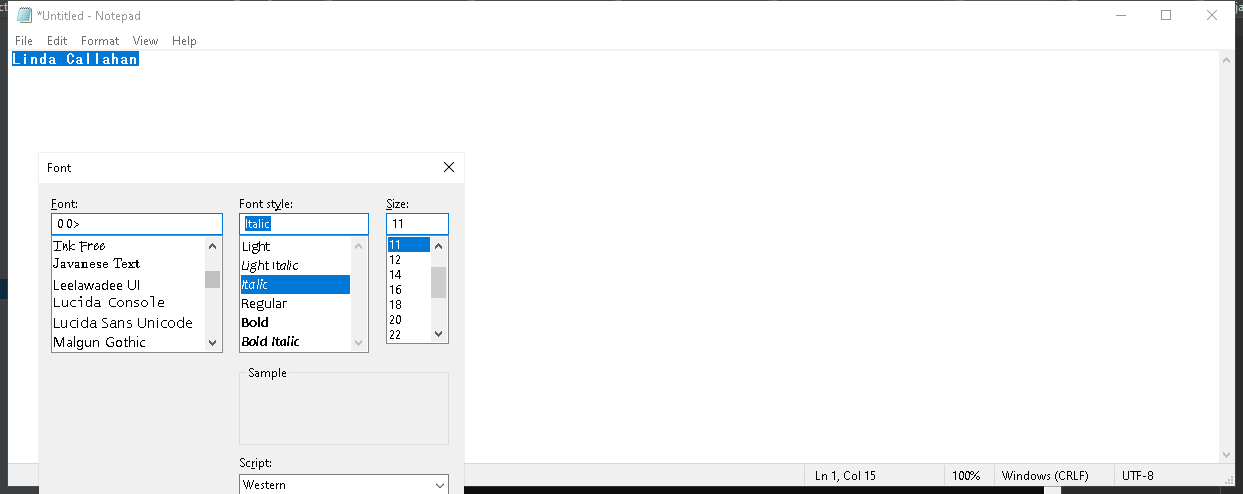 *Untitled - Notepad
File Edit Format View Help
Linda Callahan
Font
Font: Font style: Size:
0 0> Italic 11
Ink Free Light 11
Javanese Text Light Italic 12
Leelawadee UI Italic 14
Lucida Console Regular 16
Lucida Sans Unicode Bold 18
Malgun Gothic Bold Italic 20
22
Sample
Script:
Western
Ln 1, Col 15 100% Windows (CRLF) UTF-8